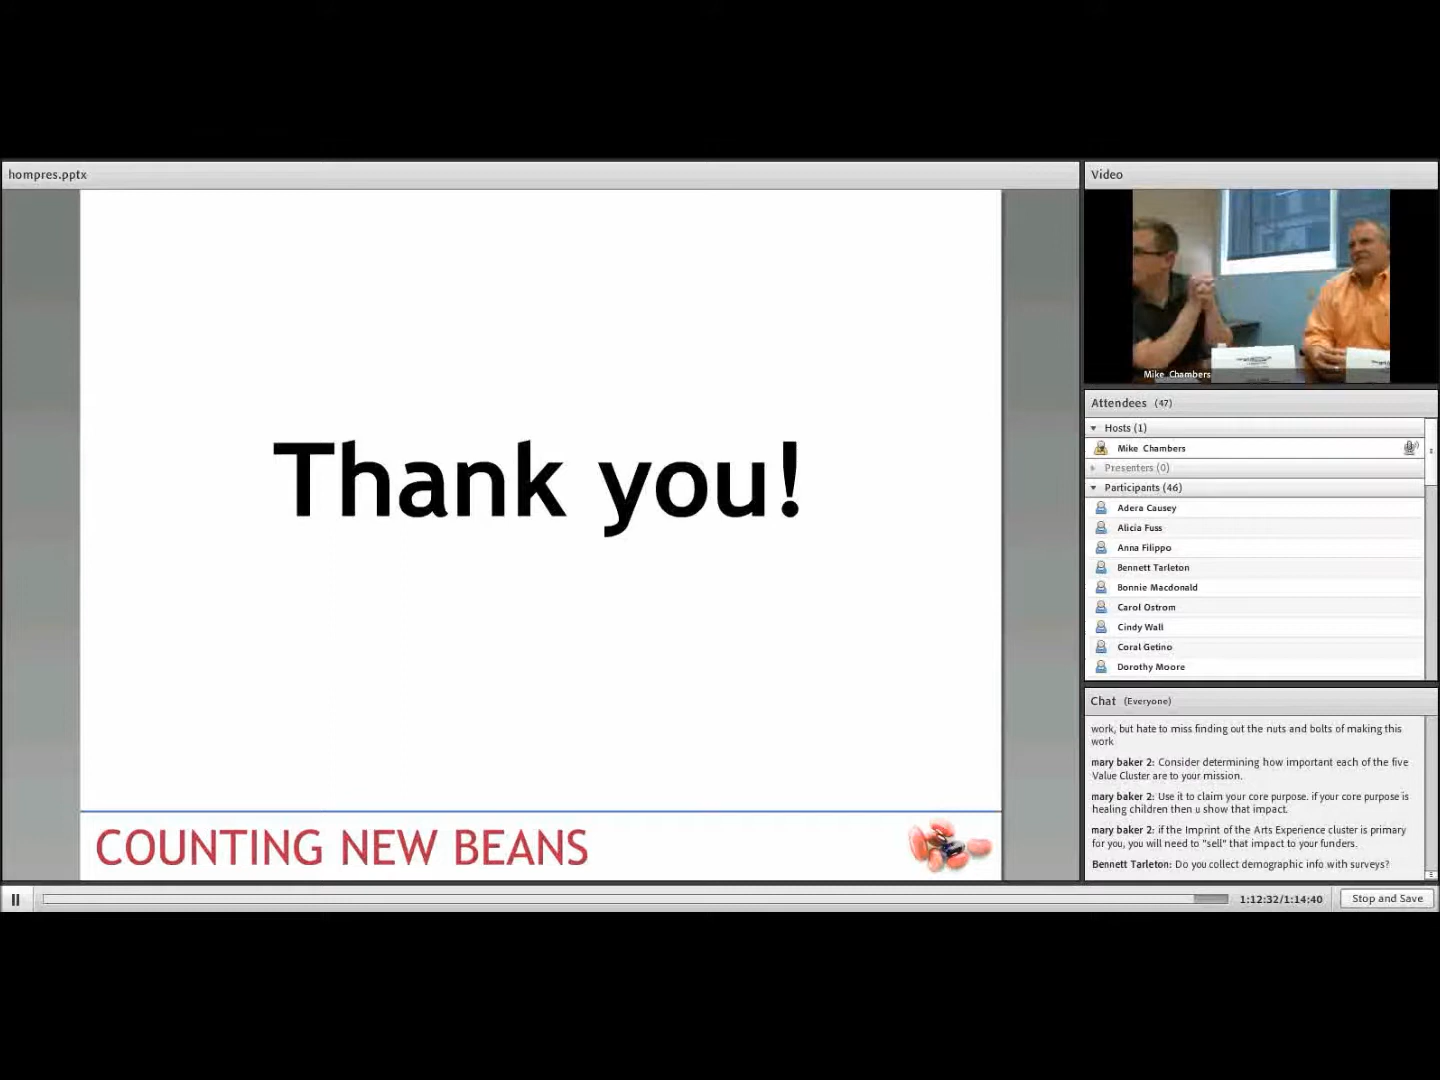 hompres.pptx
Thank you!
COUNTING NEW BEANS
Video
Mike Chambers
Attendees (47)
Hosts (1)
Mike Chambers
Presenters (0)
Participants (46)
Adera Causey
Alicia Fuss
Anna Filippo
Bennett Tarleton
Bonnie Macdonald
Carol Ostrom
Cindy Wall
Coral Getino
Dorothy Moore
Chat (Everyone)
work, but hate to miss finding out the nuts and bolts of making this
work
mary baker 2: Consider determining how important each of the five
Value Cluster are to your mission.
mary baker 2: Use it to claim your core purpose. if your core purpose is
healing children then u show that impact.
mary baker 2: if the Imprint of the Arts Experience cluster is primary
for you, you will need to "sell" that impact to your funders.
Bennett Tarleton: Do you collect demographic info with surveys?
1:12:32/1:14:40
Stop and Save